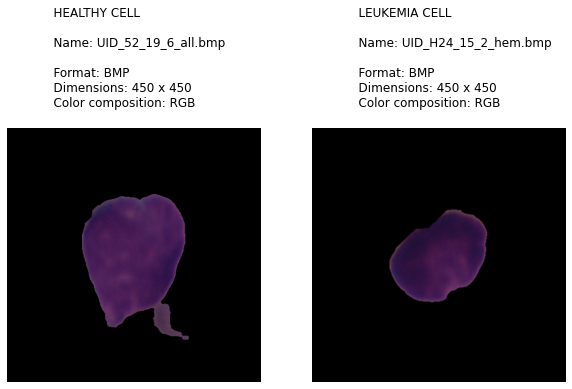 HEALTHY CELL
Name: UID_52_19_6_all.bmp
Format: BMP
Dimensions: 450 x 450
Color composition: RGB
LEUKEMIA CELL
Name: UID_H24_15_2_hem.bmp
Format: BMP
Dimensions: 450 x 450
Color composition: RGB